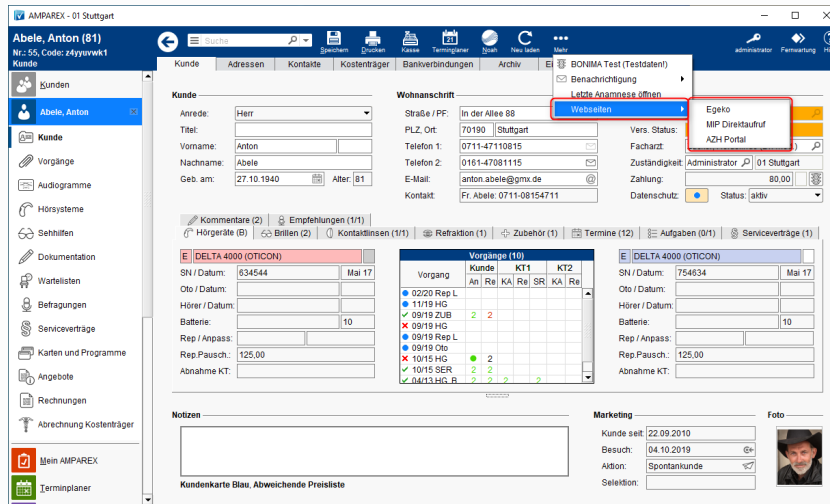 AMPAREX - 01 Stuttgart
Abele, Anton (81)
Nr.: 55, Code: z4yyuvwk1
Kunde
Suche
Speichern Drucken Kasse Terminplaner Noah Neu laden Mehr
administrator Fernwartung
Kunde Adressen Kontakte Kostenträger Bankverbindungen Archiv
BONIMA Test (Testdaten!)
Benachrichtigung
Letzte Anamnese öffnen
Webseiten
Egeko
MIP Direktaufruf
AZH Portal
Kunden
Abele, Anton
Kunde
Vorgänge
Audiogramme
Hörsysteme
Sehhilfen
Dokumentation
Wartelisten
Befragungen
Serviceverträge
Karten und Programme
Angebote
Rechnungen
Abrechnung Kostenträger
Mein AMPAREX
Terminplaner
Kunde
Anrede: Herr
Titel:
Vorname: Anton
Nachname: Abele
Geb. am: 27.10.1940 Alter: 81
Wohnanschrift
Straße / PF: In der Allee 88
PLZ, Ort: 70190 Stuttgart
Telefon 1: 0711-47110815
Telefon 2: 0161-47081115
E-Mail: anton.abele@gmx.de @
Kontakt: Fr. Abele: 0711-08154711
Vers. Status:
Facharzt:
Zuständigkeit: Administrator 01 Stuttgart
Zahlung: 80,00
Datenschutz: Status: aktiv
Kommentare (2) Empfehlungen (1/1)
Hörgeräte (B) Brillen (2) Kontaktlinsen (1/1) Refraktion (1) Zubehör (1) Termine (12) Aufgaben (0/1) Serviceverträge (1)
E DELTA 4000 (OTICON)
SN / Datum: 634544 Mai 17
Oto / Datum:
Hörer / Datum:
Batterie: 10
Rep / Anpass:
Rep.Pausch.: 125,00
Abnahme KT:
Vorgänge (10)
Vorgang Kunde KT1 KT2
An Re KA Re SR KA Re
02/20 Rep L
11/19 HG
09/19 ZUB 2 2
09/19 HG
09/19 Rep L
09/19 Oto
10/15 HG 2
10/15 SER 2 2
04/13 HG B 2 2 2 2
E DELTA 4000 (OTICON)
SN / Datum: 754634 Mai 17
Oto / Datum:
Hörer / Datum:
Batterie: 10
Rep / Anpass:
Rep.Pausch.: 125,00
Abnahme KT:
Notizen
Kundenkarte Blau, Abweichende Preisliste
Marketing
Kunde seit: 22.09.2010
Besuch: 04.10.2019
Aktion: Spontankunde
Selektion:
Foto